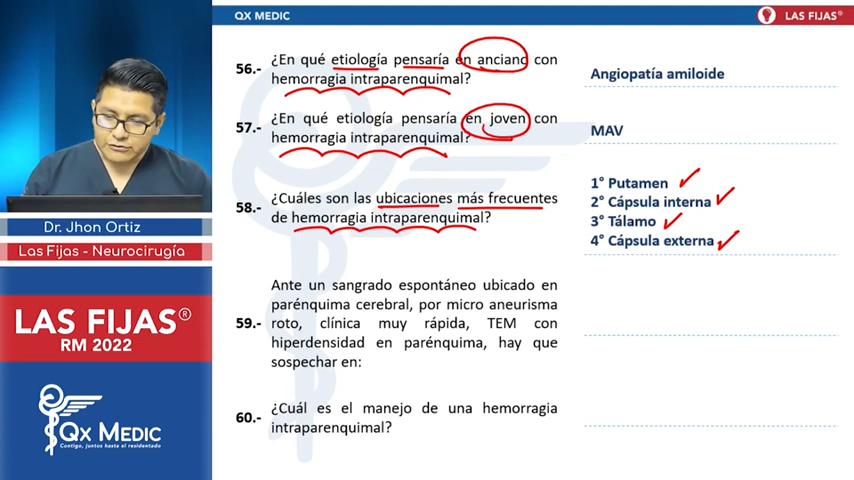 QX MEDIC
LAS FIJAS®
56.-
¿En qué etiología pensaría en anciano con
hemorragia intraparenquimal?
Angiopatía amiloide
57.-
¿En qué etiología pensaría en joven con
hemorragia intraparenquimal?
MAV
58.-
¿Cuáles son las ubicaciones más frecuentes
de hemorragia intraparenquimal?
1° Putamen
2° Cápsula interna
3° Tálamo
4° Cápsula externa
59.-
Ante un sangrado espontáneo ubicado en
parénquima cerebral, por micro aneurisma
roto, clínica muy rápida, TEM con
hiperdensidad en parénquima, hay que
sospechar en:
60.-
¿Cuál es el manejo de una hemorragia
intraparenquimal?
Dr. Jhon Ortiz
Las Fijas - Neurocirugía
LAS FIJAS®
RM 2022
QX MEDIC
Contigo, juntos hasta el residentado